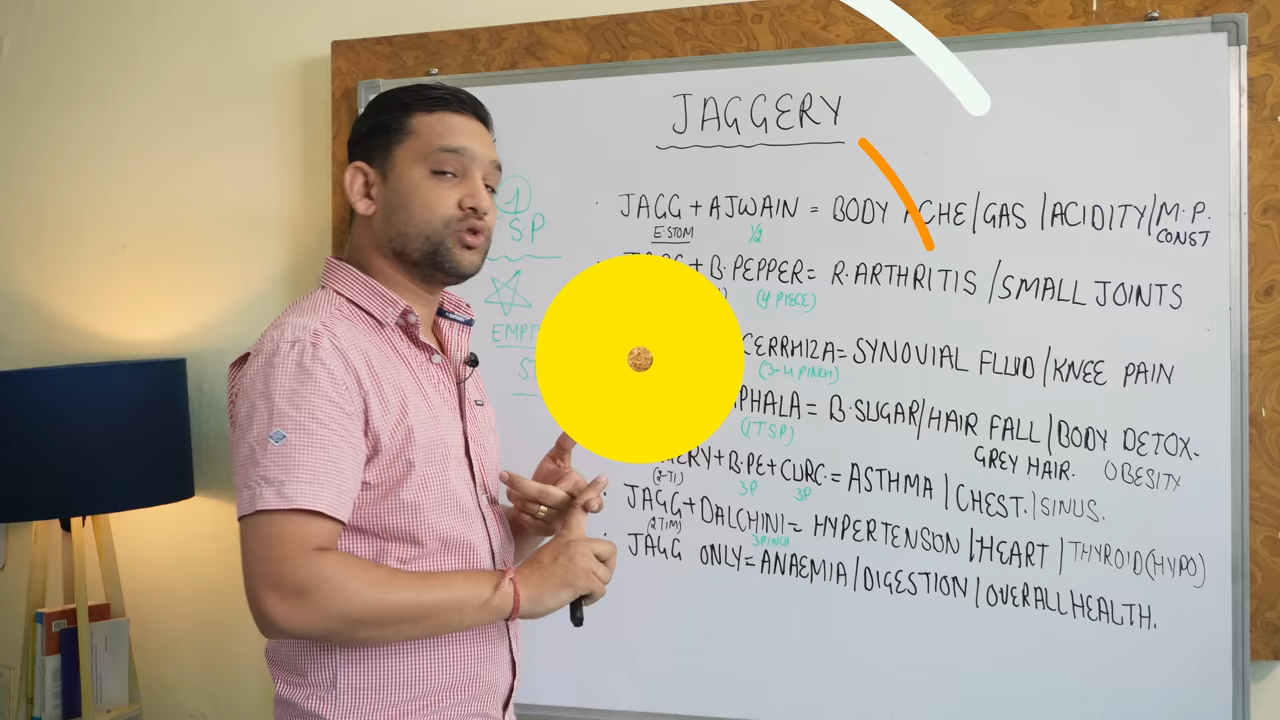 JAGGERY
1
S.P
JAGG + AJWAIN = BODY ACHE/GAS /ACIDITY/M.P.
E.STOM 1/2 CONST
+ B.PEPPER= R.ARTHRITIS /SMALL JOINTS
(4 PIECE)
CERRHIZA= SYNOVIAL FLUID /KNEE PAIN
(3-4 PINCH)
PHALA= B.SUGAR/HAIR FALL/BODY DETOX-
(1TSP) GREY HAIR. OBESITY
+B.PE+CURC.= ASTHMA /CHEST./SINUS.
3P 3P
JAGG+DALCHINI= HYPERTENSON /HEART /THYROID(HYPO)
(2TIM) 3PINCH
JAGG ONLY=ANAEMIA/DIGESTION/OVERALL HEALTH.